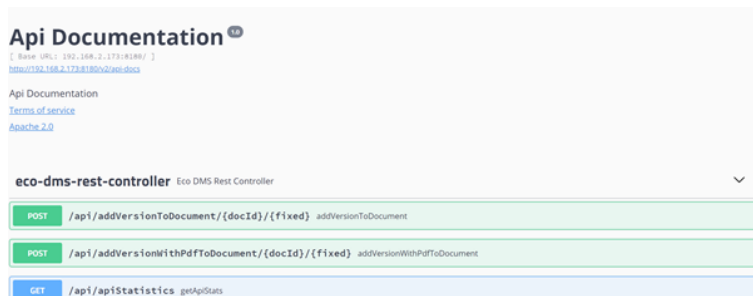 Api Documentation 1.0
[ Base URL: 192.168.2.173:8180/ ]
http://192.168.2.173:8180/v2/api-docs
Api Documentation
Terms of service
Apache 2.0
eco-dms-rest-controller Eco DMS Rest Controller
POST /api/addVersionToDocument/{docId}/{fixed} addVersionToDocument
POST /api/addVersionWithPdfToDocument/{docId}/{fixed} addVersionWithPdfToDocument
GET /api/apiStatistics getApiStats